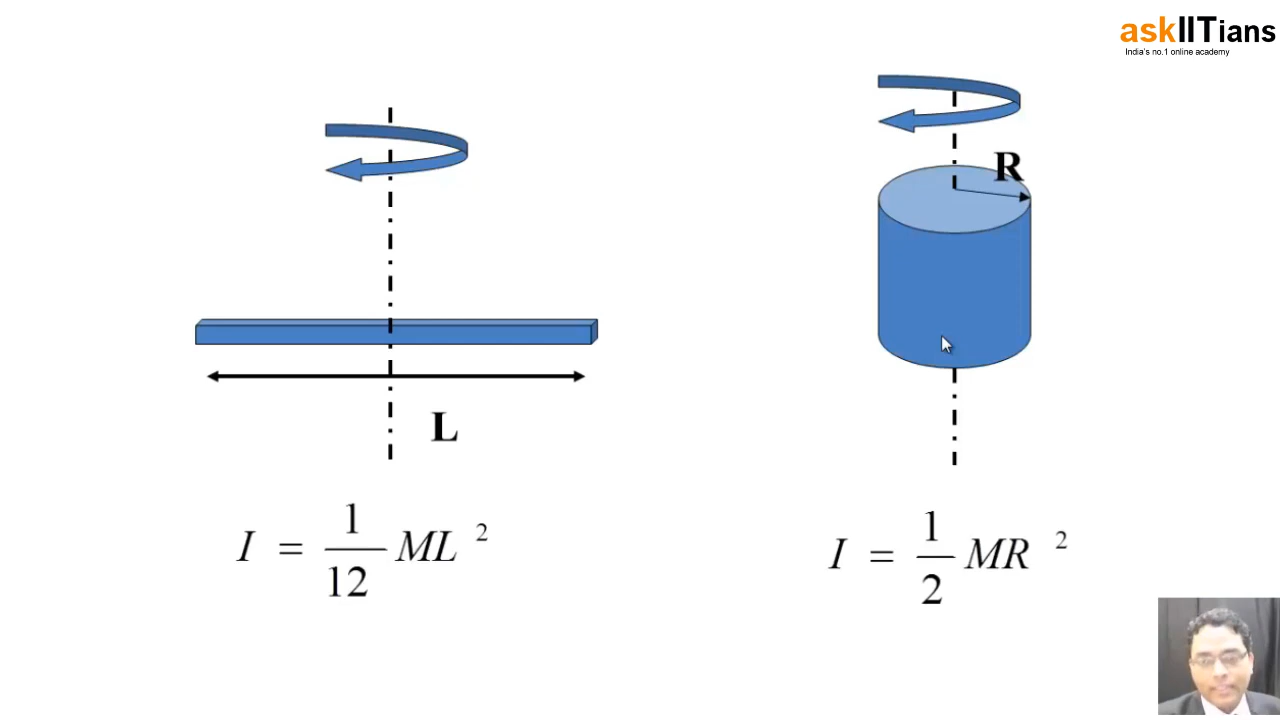 askIITians
India's no.1 online academy
R
L
I = 1/12 ML ²
I = 1/2 MR ²